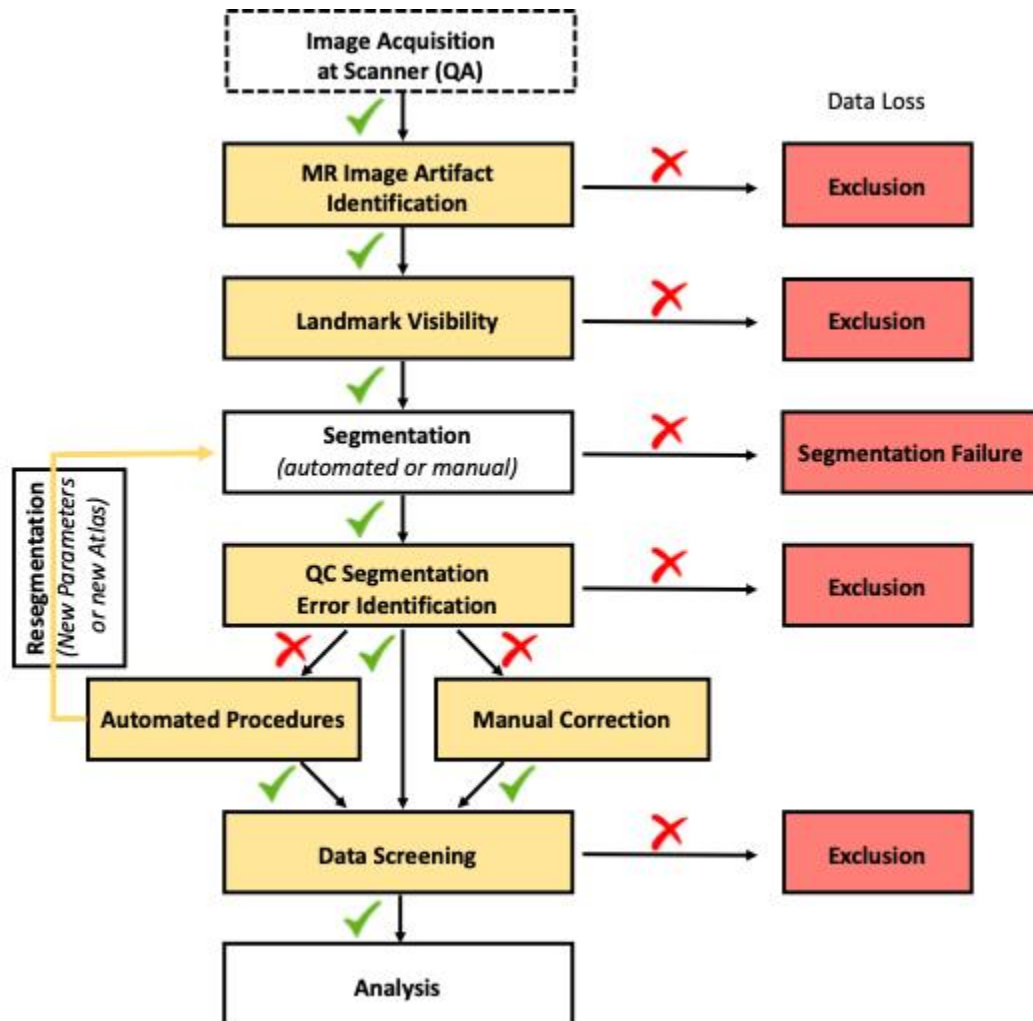 Image Acquisition
at Scanner (QA)
Data Loss
MR Image Artifact
Identification
Exclusion
Landmark Visibility
Exclusion
Segmentation
(automated or manual)
Segmentation Failure
Resegmentation
(New Parameters
or new Atlas)
QC Segmentation
Error Identification
Exclusion
Automated Procedures
Manual Correction
Data Screening
Exclusion
Analysis